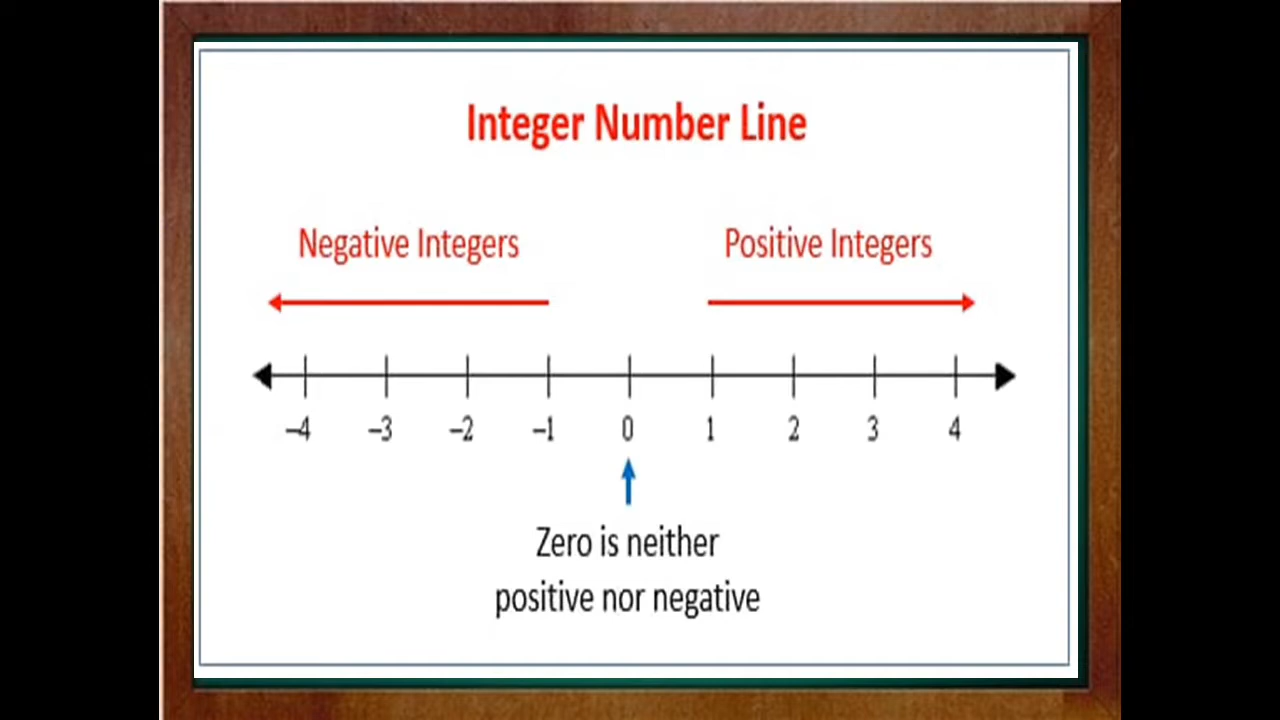 Integer Number Line
Negative Integers Positive Integers
–4 –3 –2 –1 0 1 2 3 4
Zero is neither
positive nor negative